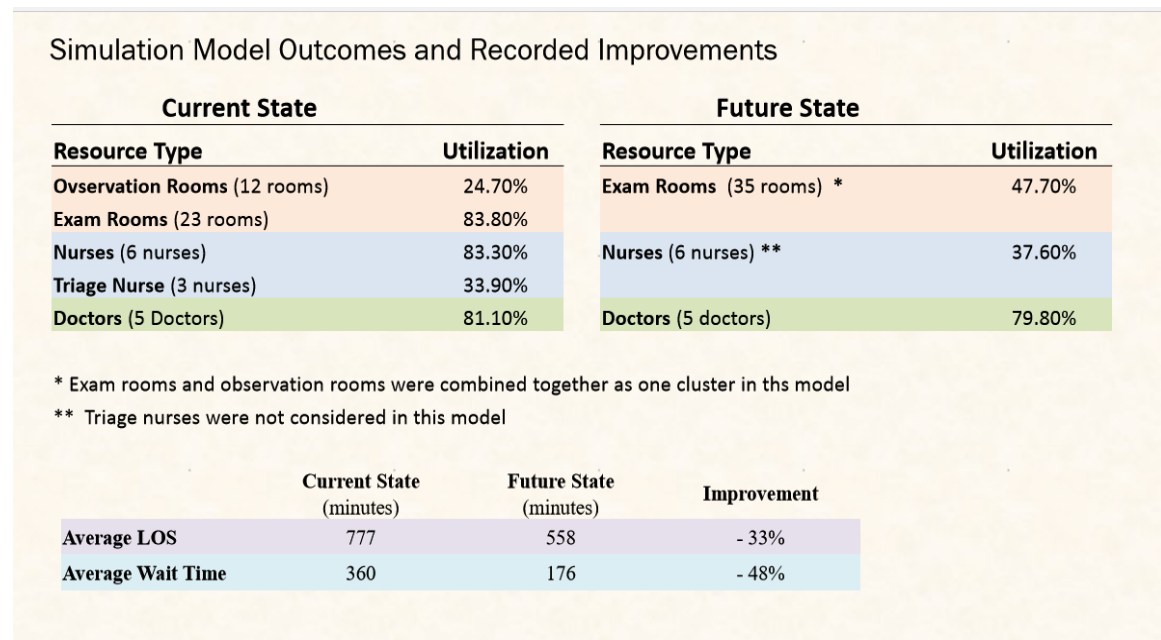 Simulation Model Outcomes and Recorded Improvements
Current State
Resource Type Utilization
Ovservation Rooms (12 rooms) 24.70%
Exam Rooms (23 rooms) 83.80%
Nurses (6 nurses) 83.30%
Triage Nurse (3 nurses) 33.90%
Doctors (5 Doctors) 81.10%
Future State
Resource Type Utilization
Exam Rooms (35 rooms) * 47.70%
Nurses (6 nurses) ** 37.60%
Doctors (5 doctors) 79.80%
* Exam rooms and observation rooms were combined together as one cluster in ths model
** Triage nurses were not considered in this model
Current State Future State Improvement
(minutes) (minutes)
Average LOS 777 558 - 33%
Average Wait Time 360 176 - 48%